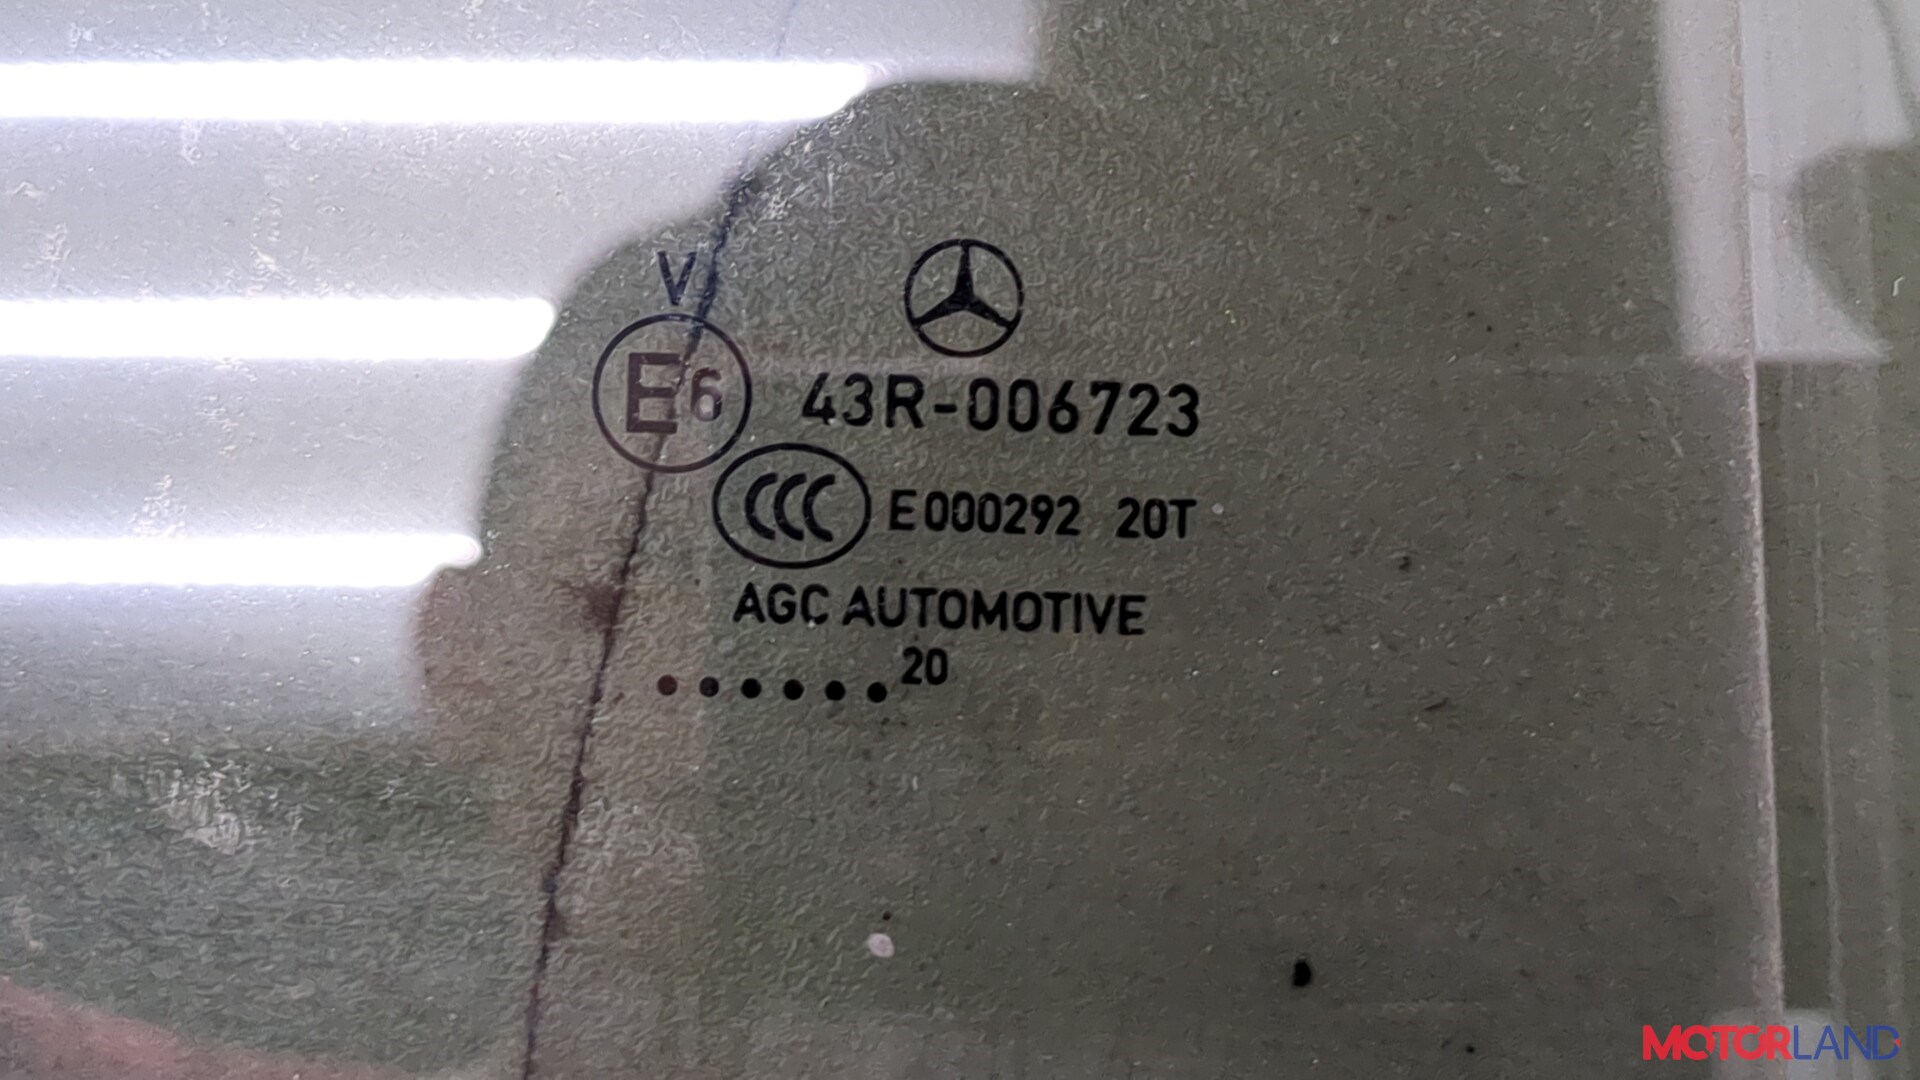 V
E6 43R-006723
CCC E000292 20T
AGC AUTOMOTIVE
......20
MOTORLAND